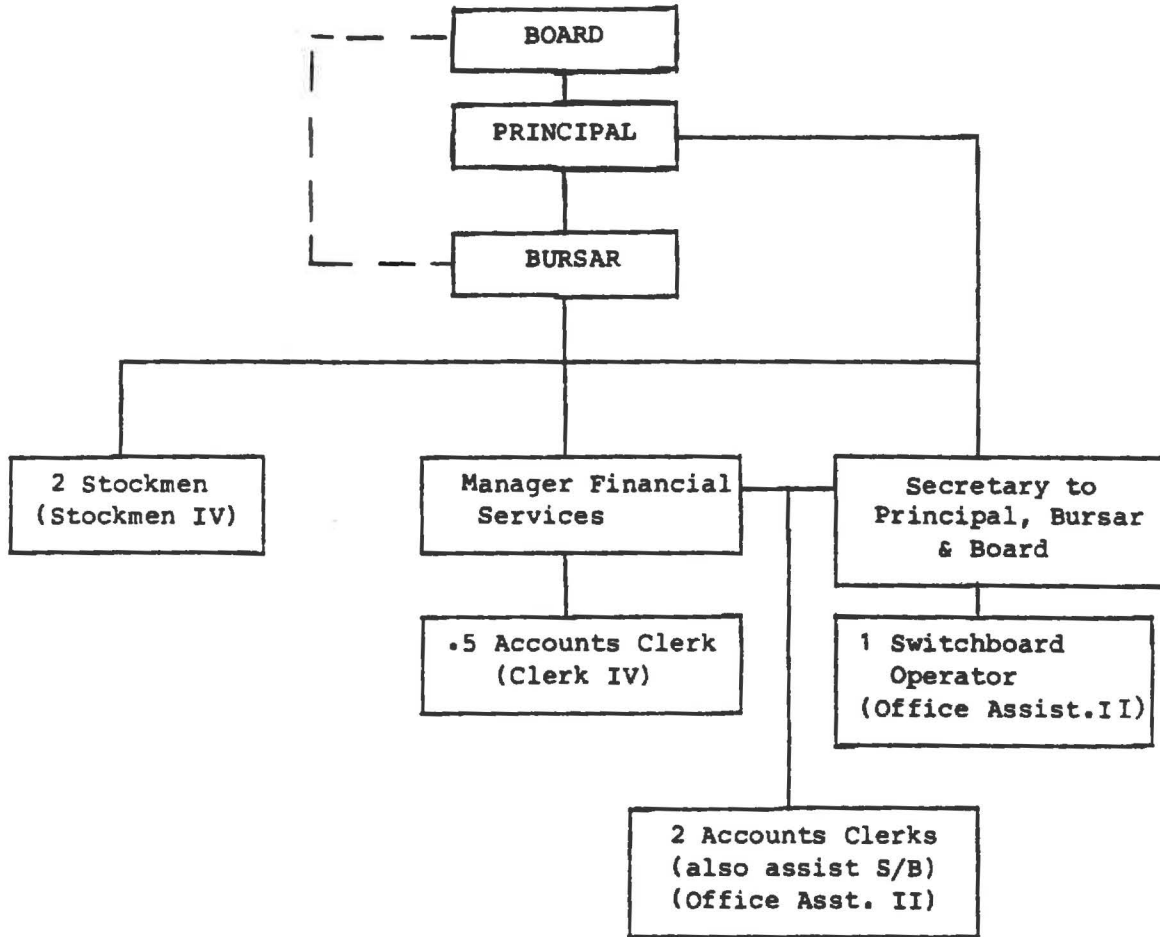 BOARD
PRINCIPAL
BURSAR
2 Stockmen
(Stockmen IV)
Manager Financial
Services
Secretary to
Principal, Bursar
& Board
.5 Accounts Clerk
(Clerk IV)
1 Switchboard
Operator
(Office Assist.II)
2 Accounts Clerks
(also assist S/B)
(Office Asst. II)